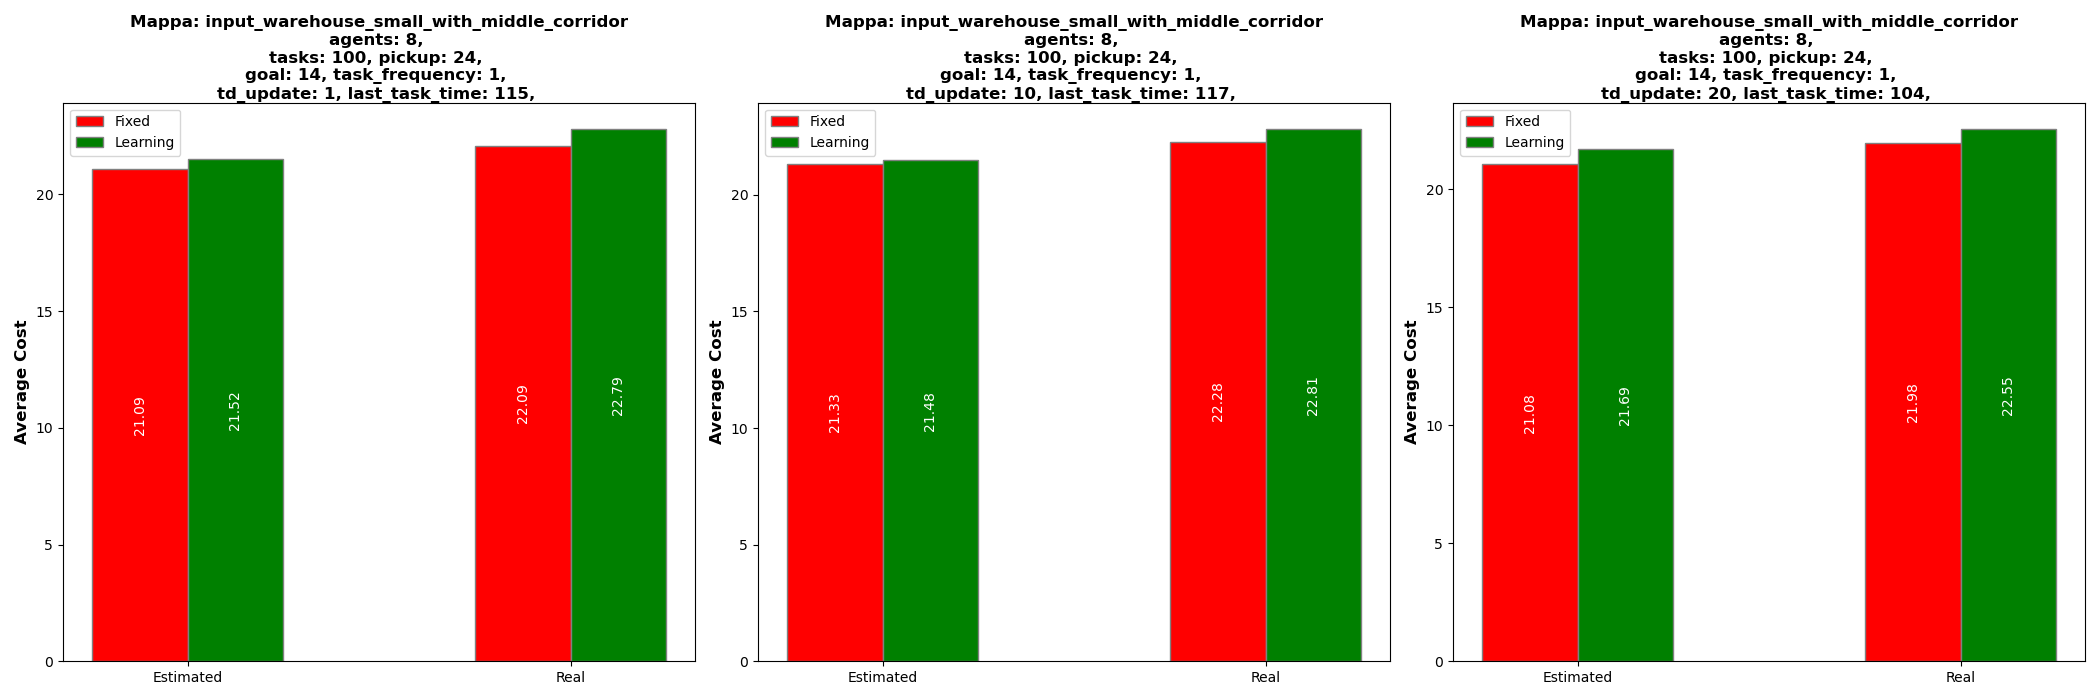 Mappa: input_warehouse_small_with_middle_corridor
agents: 8,
tasks: 100, pickup: 24,
goal: 14, task_frequency: 1,
td_update: 1, last_task_time: 115,
Fixed
Learning
20
15
10
5
0
Average Cost
21.09
21.52
22.09
22.79
Estimated
Real
Mappa: input_warehouse_small_with_middle_corridor
agents: 8,
tasks: 100, pickup: 24,
goal: 14, task_frequency: 1,
td_update: 10, last_task_time: 117,
Fixed
Learning
20
15
10
5
0
Average Cost
21.33
21.48
22.28
22.81
Estimated
Real
Mappa: input_warehouse_small_with_middle_corridor
agents: 8,
tasks: 100, pickup: 24,
goal: 14, task_frequency: 1,
td_update: 20, last_task_time: 104,
Fixed
Learning
20
15
10
5
0
Average Cost
21.08
21.69
21.98
22.55
Estimated
Real